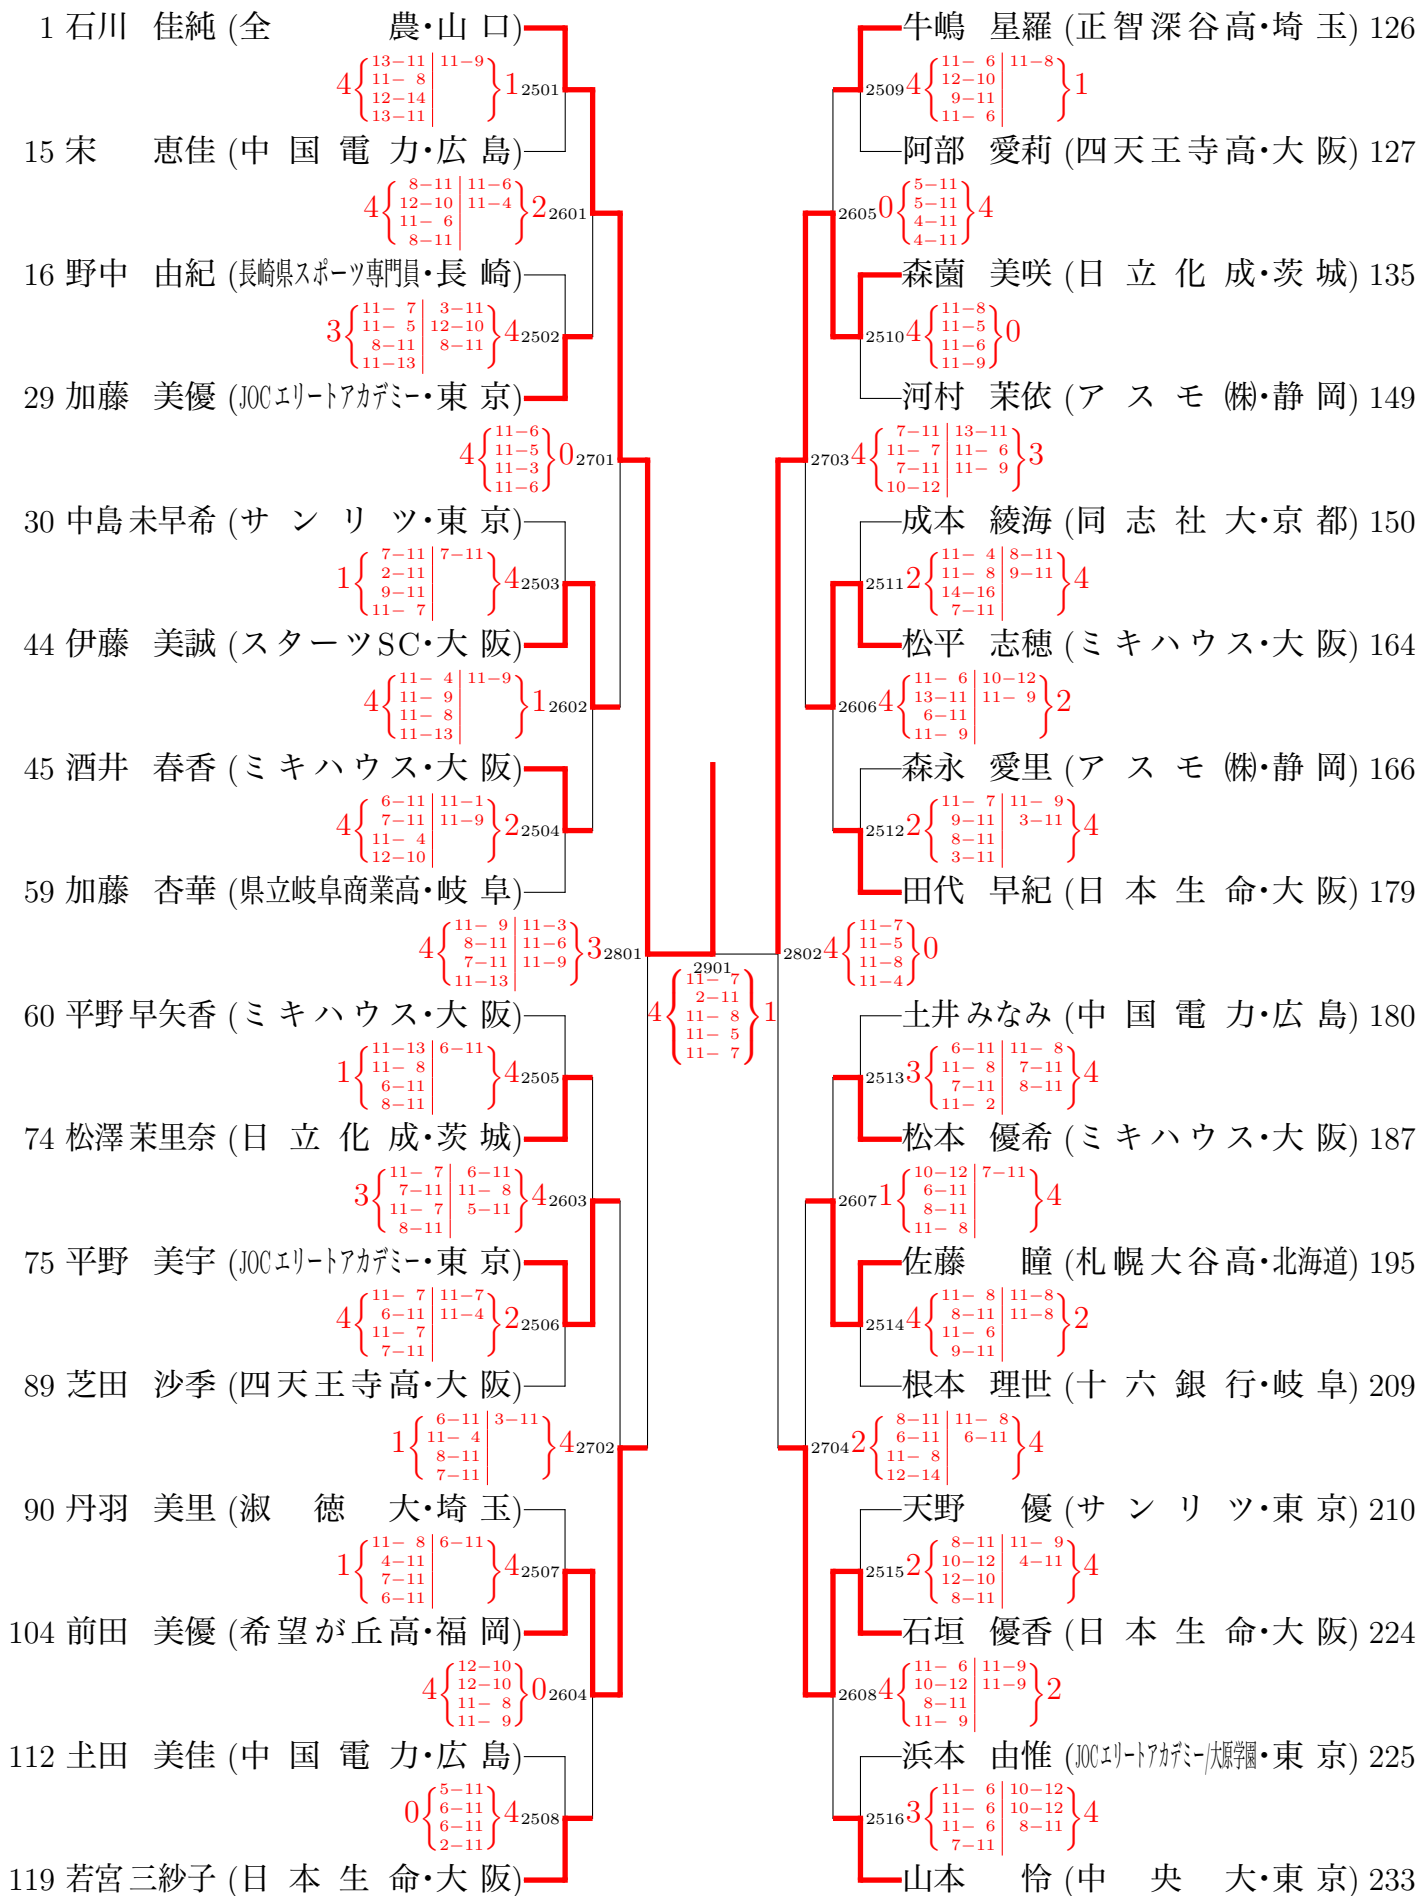 1 石川 佳純 (全 農・山 口)
4 13-11 11-9 1 2501
11- 8
12-14
13-11
15 宋 恵佳 (中 国 電 力・広 島)
4 8-11 11-6 2 2601
12-10 11-4
11- 6
8-11
16 野中 由紀 (長崎県スポーツ専門員・長 崎)
3 11- 7 3-11 4 2502
11- 5 12-10
8-11 8-11
11-13
29 加藤 美優 (JOCエリートアカデミー・東 京)
4 11-6 0 2701
11-5
11-3
11-6
30 中島 未早希 (サ ン リ ツ・東 京)
1 7-11 7-11 4 2503
2-11
9-11
11- 7
44 伊藤 美誠 (スターツSC・大 阪)
4 11- 4 11-9 1 2602
11- 9
11- 8
11-13
45 酒井 春香 (ミキハウス・大 阪)
4 6-11 11-1 2 2504
7-11 11-9
11- 4
12-10
59 加藤 杏華 (県立岐阜商業高・岐 阜)
4 11- 9 11-3 3 2801
8-11 11-6
7-11 11-9
11-13
60 平野 早矢香 (ミキハウス・大 阪)
1 11-13 6-11 4 2505
11- 8
6-11
8-11
74 松澤 茉里奈 (日 立 化 成・茨 城)
3 11- 7 6-11 4 2603
7-11 11- 8
11- 7 5-11
8-11
75 平野 美宇 (JOCエリートアカデミー・東 京)
4 11- 7 11-7 2 2506
6-11 11-4
11- 7
7-11
89 芝田 沙季 (四天王寺高・大 阪)
1 6-11 3-11 4 2702
11- 4
8-11
7-11
90 丹羽 美里 (淑 徳 大・埼 玉)
1 11- 8 6-11 4 2507
4-11
7-11
6-11
104 前田 美優 (希望が丘高・福 岡)
4 12-10 0 2604
12-10
11- 8
11- 9
112 土田 美佳 (中 国 電 力・広 島)
0 5-11 4 2508
6-11
6-11
2-11
119 若宮 三紗子 (日 本 生 命・大 阪)
2901
4 11- 7 1
2-11
11- 8
11- 5
11- 7
牛嶋 星羅 (正智深谷高・埼 玉) 126
2509 4 11- 6 11-8 1
12-10
9-11
11- 6
阿部 愛莉 (四天王寺高・大 阪) 127
2605 0 5-11 4
5-11
4-11
4-11
森薗 美咲 (日 立 化 成・茨 城) 135
2510 4 11-8 0
11-5
11-6
11-9
河村 茉依 (ア ス モ ㈱・静 岡) 149
2703 4 7-11 13-11 3
11- 7 11- 6
7-11 11- 9
10-12
成本 綾海 (同 志 社 大・京 都) 150
2511 2 11- 4 8-11 4
11- 8 9-11
14-16
7-11
松平 志穂 (ミキハウス・大 阪) 164
2606 4 11- 6 10-12 2
13-11 11- 9
6-11
11- 9
森永 愛里 (ア ス モ ㈱・静 岡) 166
2512 2 11- 7 11- 9 4
9-11 3-11
8-11
3-11
田代 早紀 (日 本 生 命・大 阪) 179
2802 4 11-7 0
11-5
11-8
11-4
土井 みなみ (中 国 電 力・広 島) 180
2513 3 6-11 11- 8 4
11- 8 7-11
7-11 8-11
11- 2
松本 優希 (ミキハウス・大 阪) 187
2607 1 10-12 7-11 4
6-11
8-11
11- 8
佐藤 瞳 (札幌大谷高・北海道) 195
2514 4 11- 8 11-8 2
8-11 11-8
11- 6
9-11
根本 理世 (十 六 銀 行・岐 阜) 209
2704 2 8-11 11- 8 4
6-11 6-11
11- 8
12-14
天野 優 (サ ン リ ツ・東 京) 210
2515 2 8-11 11- 9 4
10-12 4-11
12-10
8-11
石垣 優香 (日 本 生 命・大 阪) 224
2608 4 11- 6 11-9 2
10-12 11-9
8-11
11- 9
浜本 由惟 (JOCエリートアカデミー/大原学園・東 京) 225
2516 3 11- 6 10-12 4
11- 6 10-12
11- 6 8-11
7-11
山本 怜 (中 央 大・東 京) 233